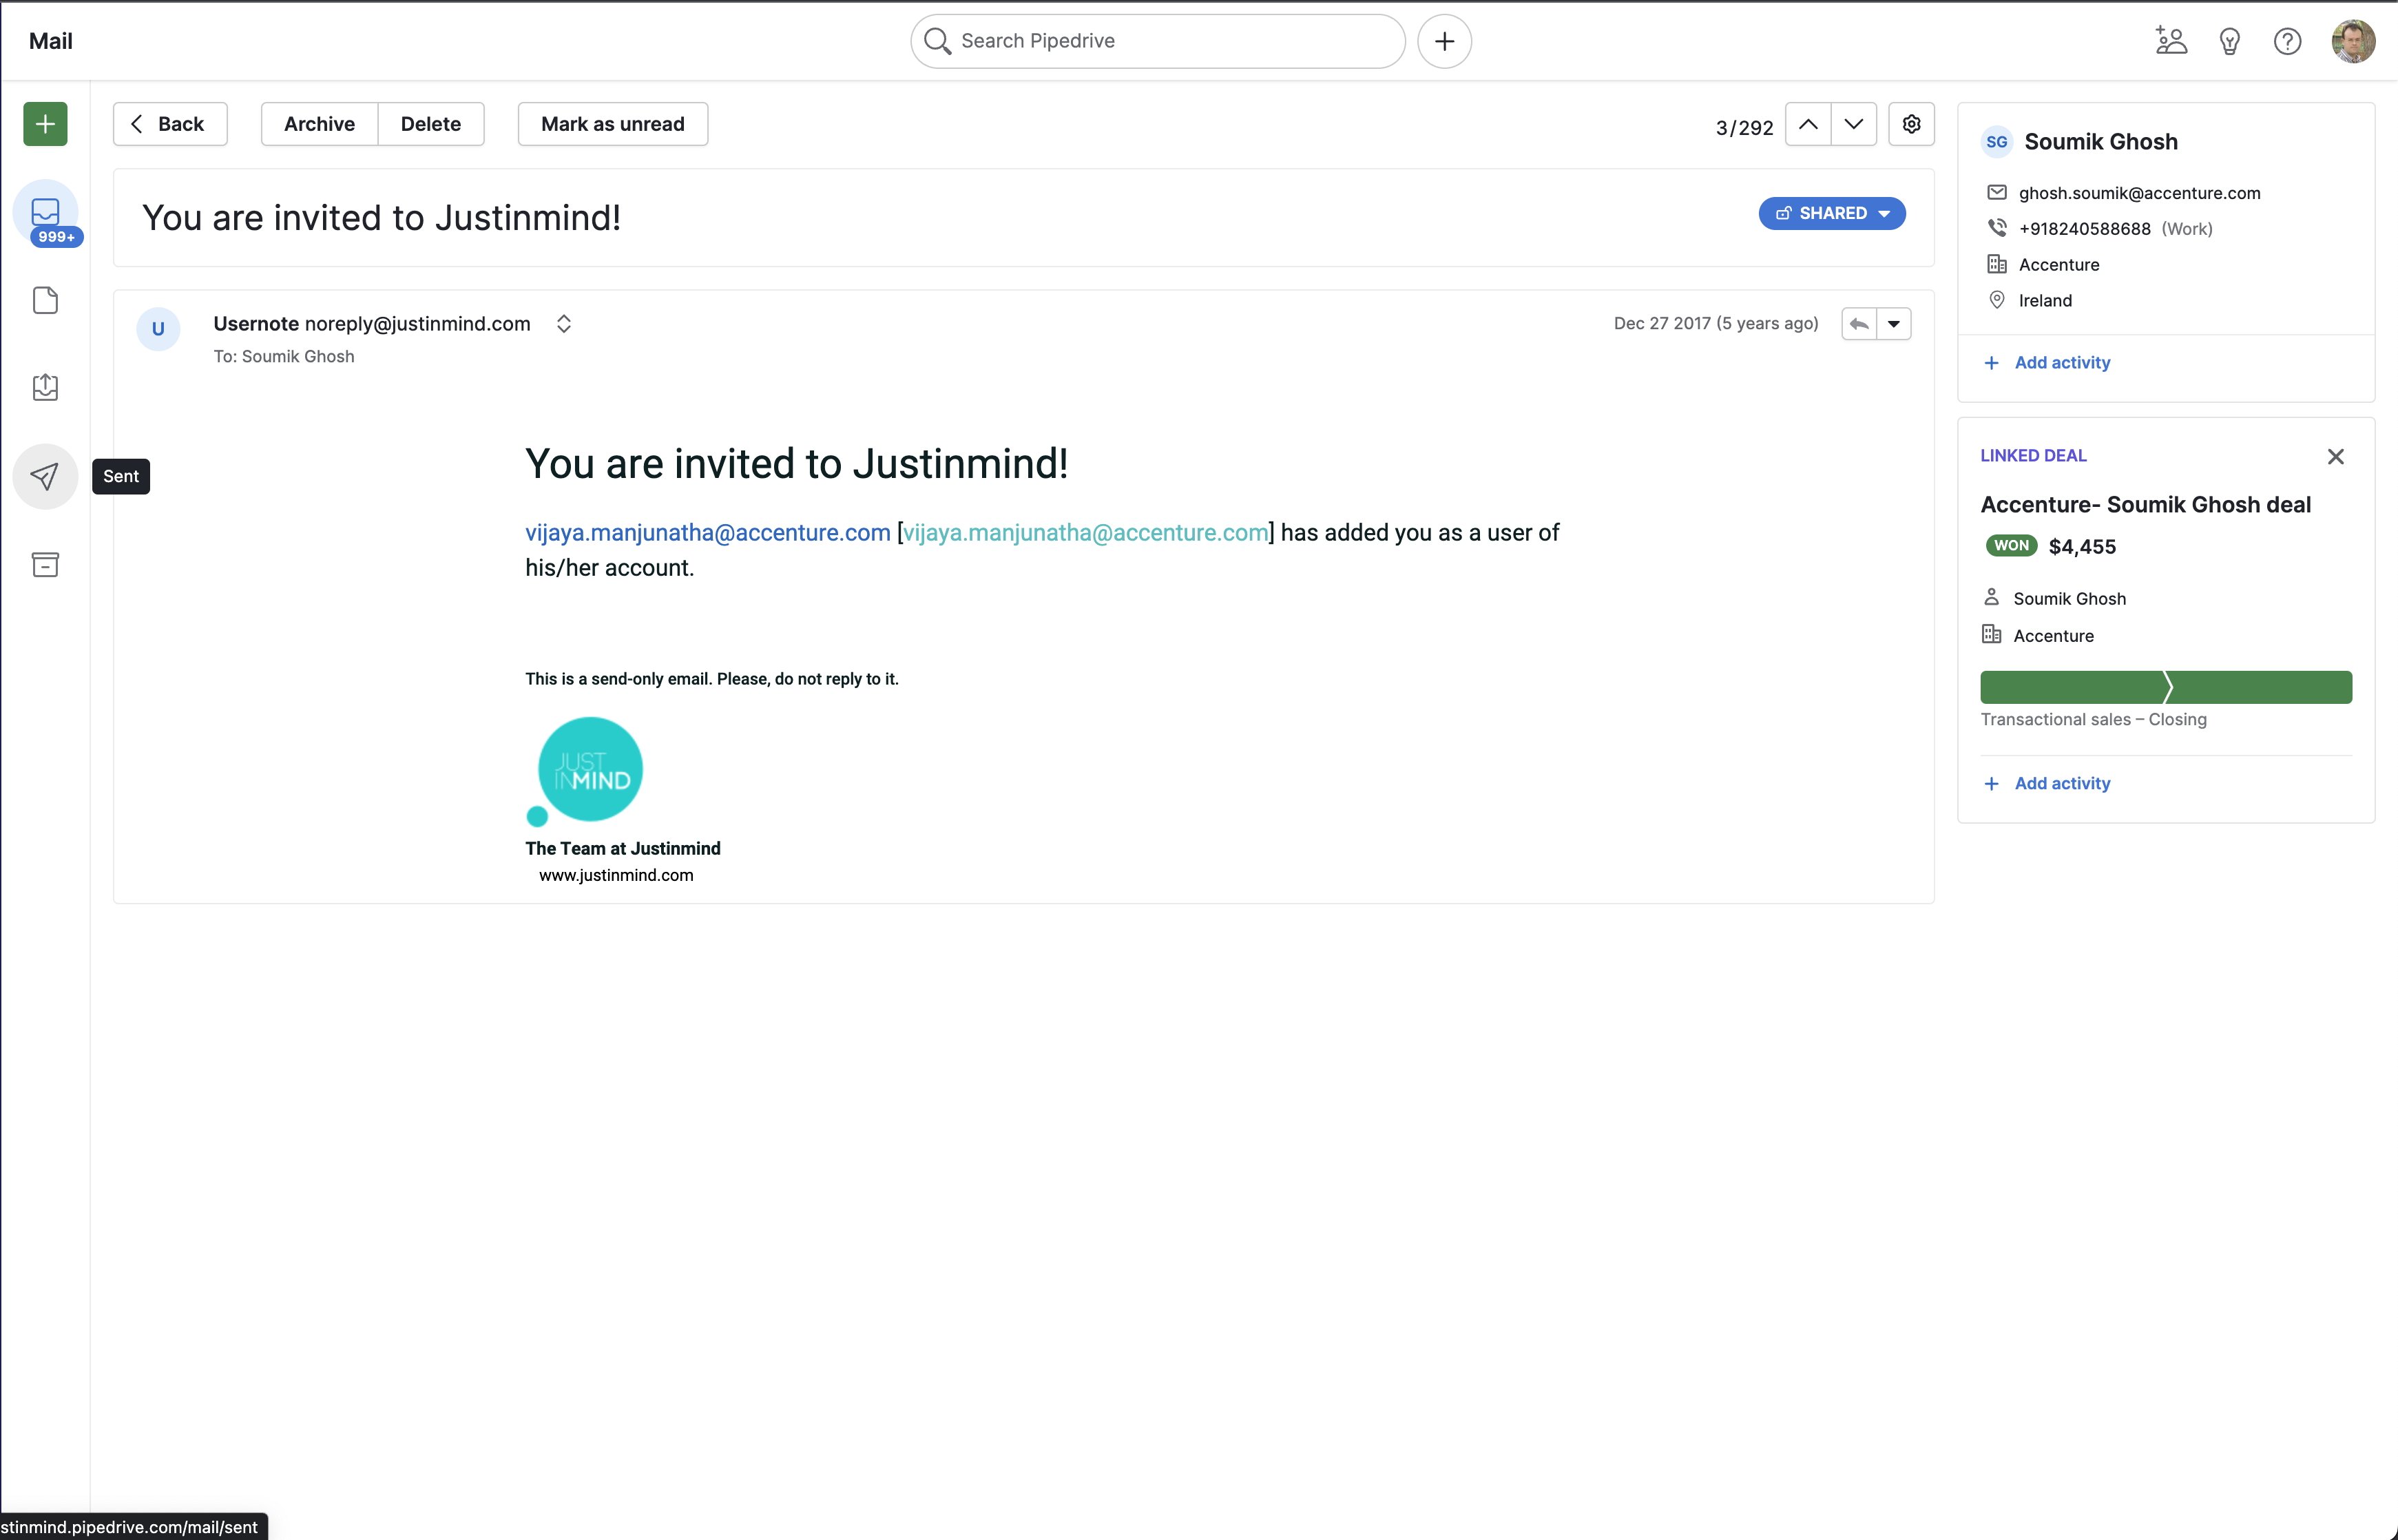 Mail
Search Pipedrive
Back
Archive
Delete
Mark as unread
3/292
999+
You are invited to Justinmind!
SHARED
U
Usernote noreply@justinmind.com
To: Soumik Ghosh
Dec 27 2017 (5 years ago)
Sent
You are invited to Justinmind!
vijaya.manjunatha@accenture.com [vijaya.manjunatha@accenture.com] has added you as a user of
his/her account.
This is a send-only email. Please, do not reply to it.
JUST
INMIND
The Team at Justinmind
www.justinmind.com
SG Soumik Ghosh
ghosh.soumik@accenture.com
+918240588688 (Work)
Accenture
Ireland
+ Add activity
LINKED DEAL
Accenture- Soumik Ghosh deal
WON $4,455
Soumik Ghosh
Accenture
Transactional sales – Closing
+ Add activity
stinmind.pipedrive.com/mail/sent